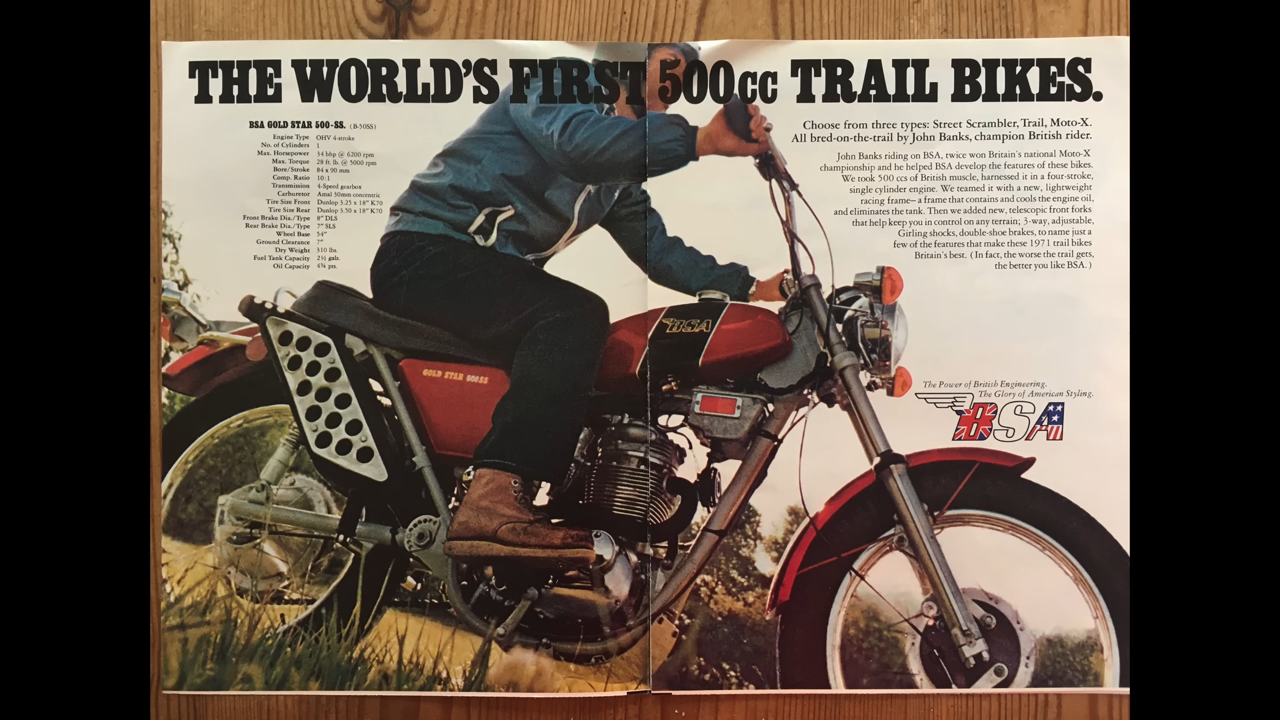 THE WORLD'S FIRST 500cc TRAIL BIKES.
BSA GOLD STAR 500-SS. (B-50SS)
Engine Type OHV 4-stroke
No. of Cylinders 1
Max. Horsepower 34 bhp @ 6200 rpm
Max. Torque 28 ft. lb. @ 5000 rpm
Bore/Stroke 84 x 90 mm
Comp. Ratio 10:1
Transmission 4-Speed gearbox
Carburetor Amal 30mm concentric
Tire Size Front Dunlop 3.25 x 18" K70
Tire Size Rear Dunlop 3.50 x 18" K70
Front Brake Dia./Type 8" DLS
Rear Brake Dia./Type 7" SLS
Wheel Base 54"
Ground Clearance 7"
Dry Weight 310 lbs.
Fuel Tank Capacity 2½ gals.
Oil Capacity 4¾ pts.
Choose from three types: Street Scrambler, Trail, Moto-X.
All bred-on-the-trail by John Banks, champion British rider.
John Banks riding on BSA, twice won Britain's national Moto-X
championship and he helped BSA develop the features of these bikes.
We took 500 ccs of British muscle, harnessed it in a four-stroke,
single cylinder engine. We teamed it with a new, lightweight
racing frame—a frame that contains and cools the engine oil,
and eliminates the tank. Then we added new, telescopic front forks
that help keep you in control on any terrain; 3-way, adjustable,
Girling shocks, double-shoe brakes, to name just a
few of the features that make these 1971 trail bikes
Britain's best. (In fact, the worse the trail gets,
the better you like BSA.)
BSA
GOLD STAR 500SS
The Power of British Engineering.
The Glory of American Styling.
BSA